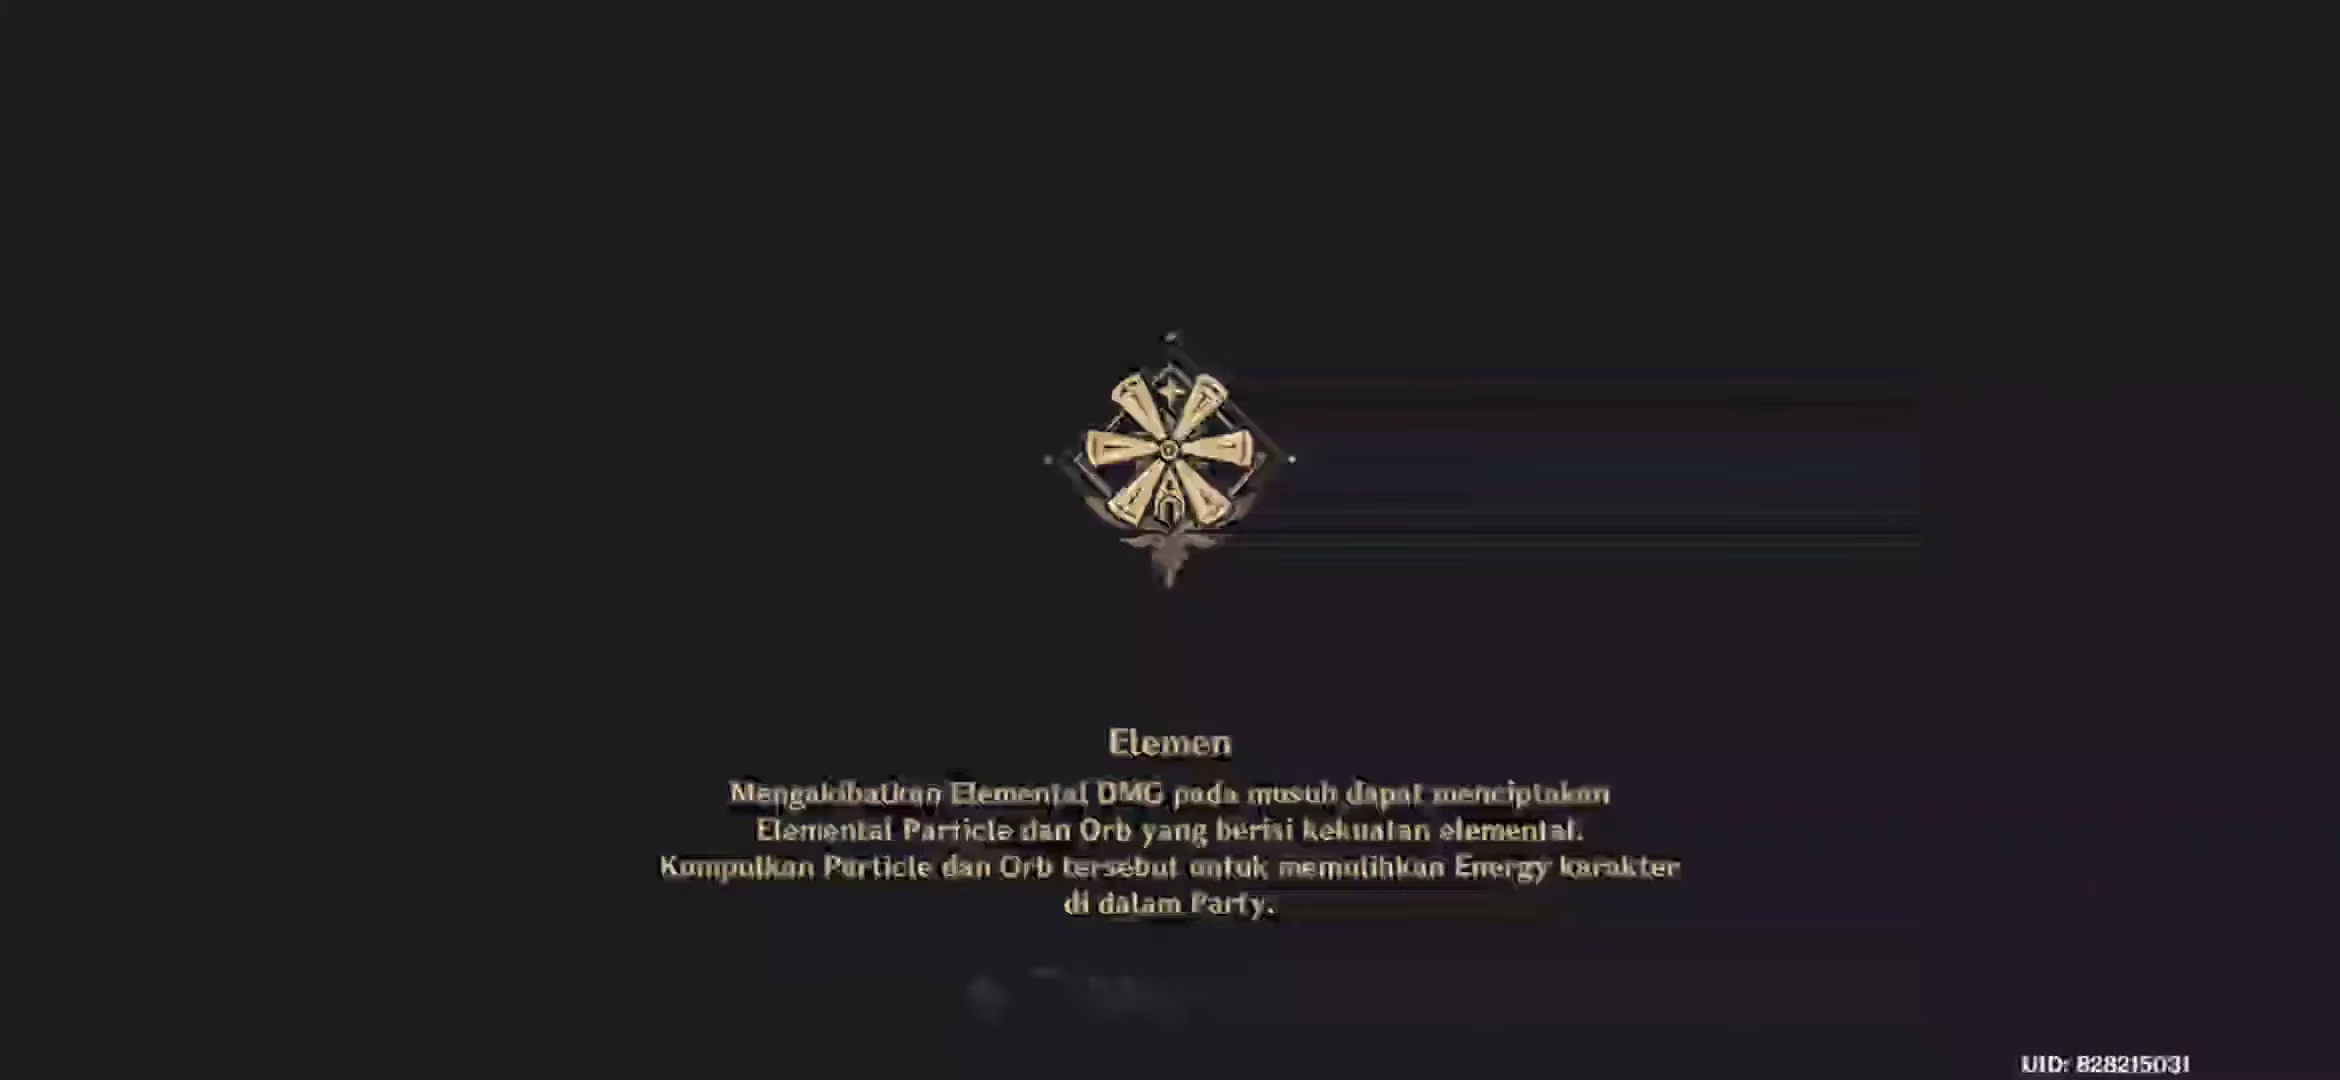 Elemen
Mengakibatkan Elemental DMG pada musuh dapat menciptakan
Elemental Particle dan Orb yang berisi kekuatan elemental.
Kumpulkan Particle dan Orb tersebut untuk memulihkan Energy karakter
di dalam Party.
UID: 828215031